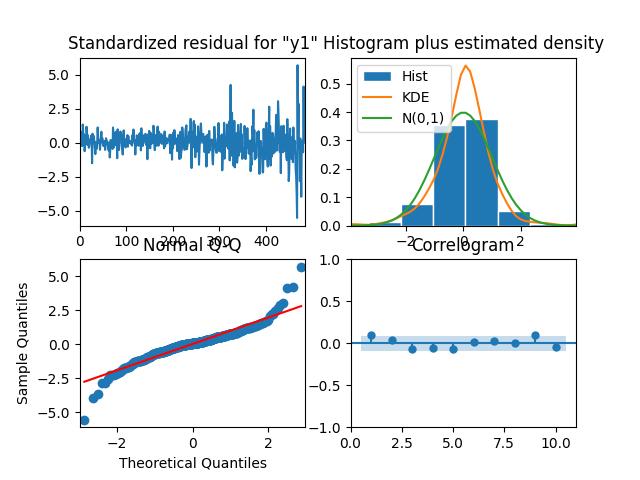 Standardized residual for "y1" Histogram plus estimated density
5.0
2.5
0.0
−2.5
−5.0
0 100 200 300 400
0.5
0.4
0.3
0.2
0.1
0.0
Hist
KDE
N(0,1)
−2 0 2
Normal Q-Q
Sample Quantiles
5.0
2.5
0.0
−2.5
−5.0
−2 0 2
Theoretical Quantiles
Correlogram
1.0
0.5
0.0
−0.5
−1.0
0.0 2.5 5.0 7.5 10.0